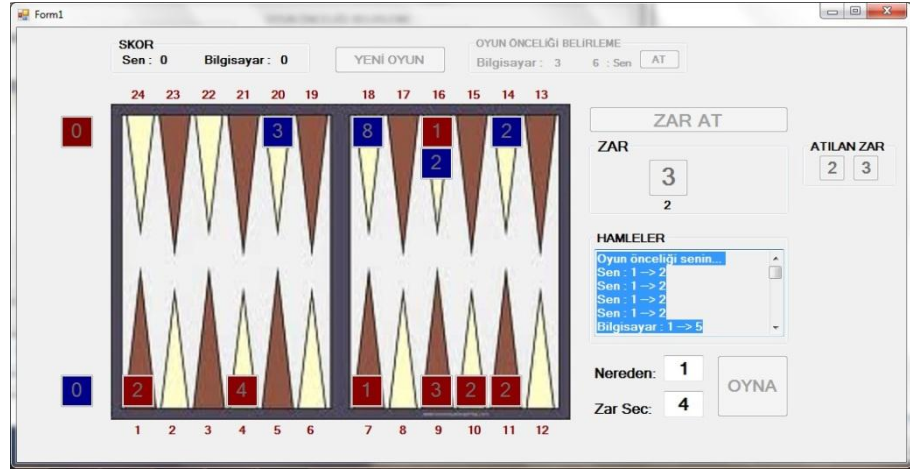 Form1
SKOR
Sen : 0 Bilgisayar : 0
YENİ OYUN
OYUN ÖNCELİĞİ BELİRLEME
Bilgisayar : 3 6 : Sen AT
24 23 22 21 20 19 18 17 16 15 14 13
0 3 8 1 2
2
ZAR AT
ZAR
3
2
ATILAN ZAR
2 3
HAMLELER
Oyun önceliği senin...
Sen : 1 --> 2
Sen : 1 --> 2
Sen : 1 --> 2
Sen : 1 --> 2
Bilgisayar : 1 --> 5
0 2 4 1 3 2 2
1 2 3 4 5 6 7 8 9 10 11 12
Nereden: 1
Zar Sec: 4
OYNA